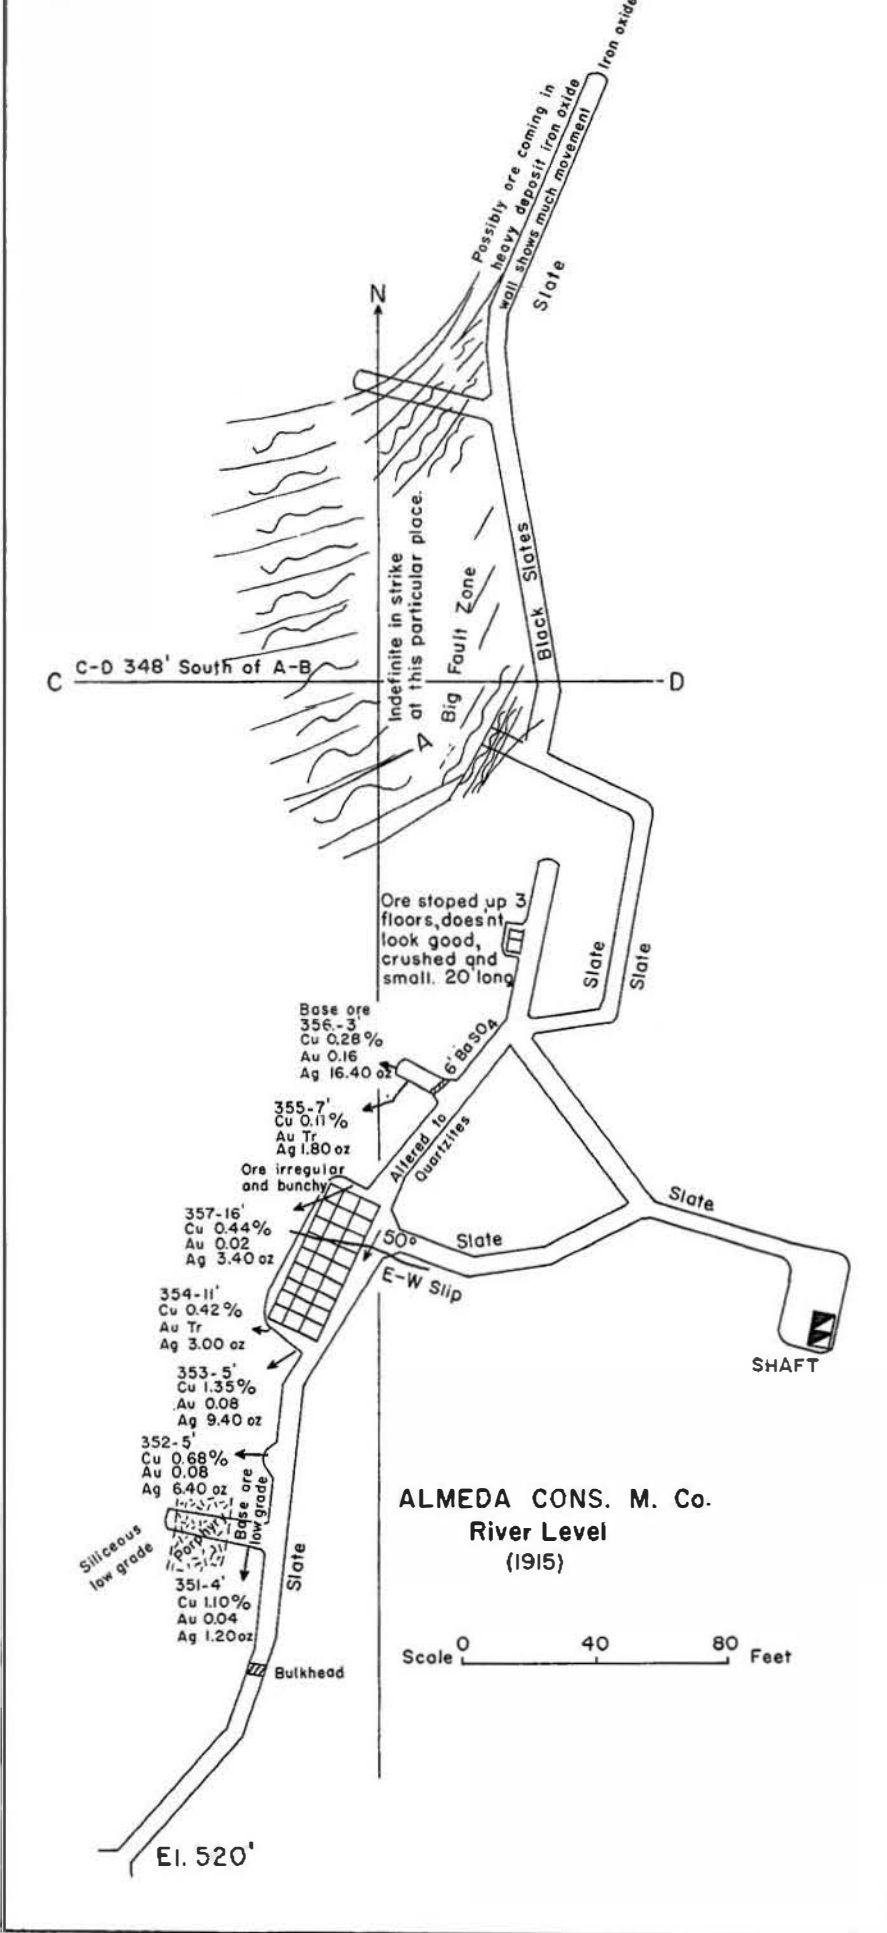 Iron oxide
Possibly ore coming in
heavy deposit iron oxide
wall shows much movement
Slate
N
Indefinite in strike
at this particular place.
Big Fault Zone
Black Slates
C
C-D 348' South of A-B
D
A
Ore stoped up 3
floors, does'nt
look good,
crushed and
small. 20' long
Slate
Slate
Base ore
356.-3'
Cu 0.28%
Au 0.16
Ag 16.40 oz
6' BaSO4
355-7'
Cu 0.11%
Au Tr
Ag 1.80 oz
Altered to
Quartzites
Ore irregular
and bunchy
357-16'
Cu 0.44%
Au 0.02
Ag 3.40 oz
50°
Slate
Slate
E-W Slip
354-11'
Cu 0.42%
Au Tr
Ag 3.00 oz
SHAFT
353-5'
Cu 1.35%
Au 0.08
Ag 9.40 oz
352-5'
Cu 0.68%
Au 0.08
Ag 6.40 oz
Base ore
low grade
Porphy.
Siliceous
low grade
Slate
351-4'
Cu 1.10%
Au 0.04
Ag 1.20 oz
ALMEDA CONS. M. Co.
River Level
(1915)
Scale 0 40 80 Feet
Bulkhead
El. 520'